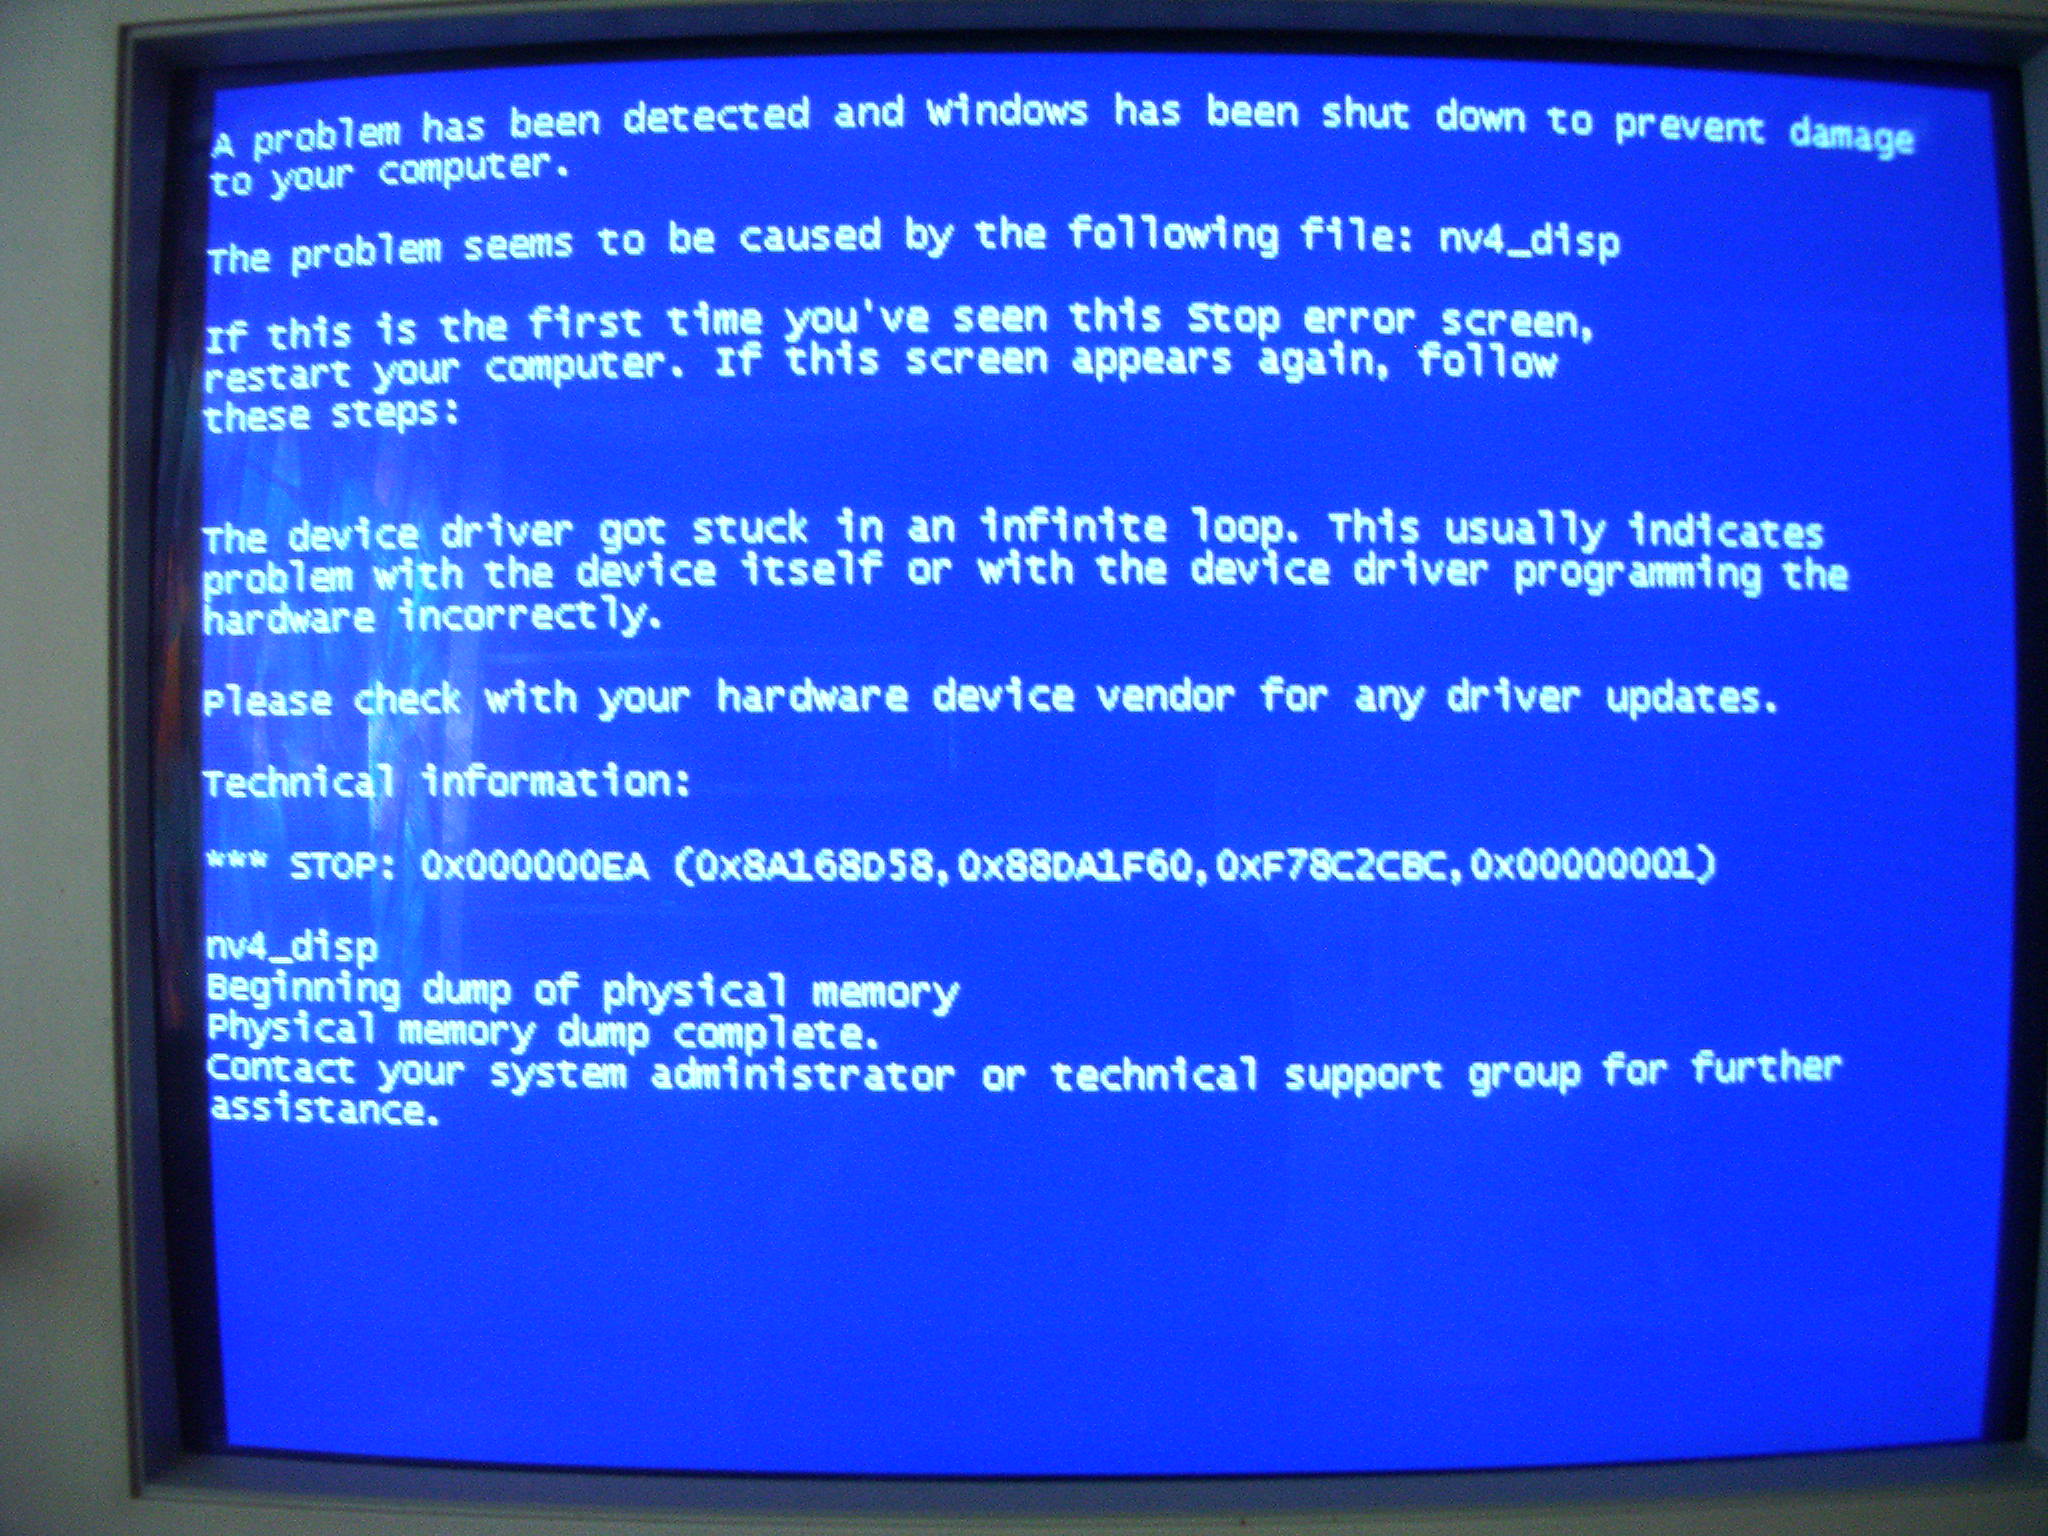 A problem has been detected and windows has been shut down to prevent damage
to your computer.
The problem seems to be caused by the following file: nv4_disp
If this is the first time you've seen this Stop error screen,
restart your computer. If this screen appears again, follow
these steps:
The device driver got stuck in an infinite loop. This usually indicates
problem with the device itself or with the device driver programming the
hardware incorrectly.
Please check with your hardware device vendor for any driver updates.
Technical information:
*** STOP: 0x000000EA (0x8A168D58,0x88DA1F60,0xF78C2CBC,0x00000001)
nv4_disp
Beginning dump of physical memory
Physical memory dump complete.
Contact your system administrator or technical support group for further
assistance.